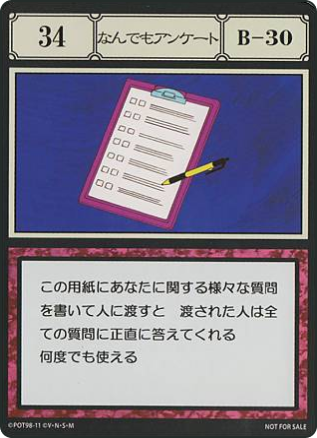 34
なんでもアンケート
B-30
この用紙にあなたに関する様々な質問
を書いて人に渡すと　渡された人は全
ての質問に正直に答えてくれる
何度でも使える
©POT98-11 ©V・N・S・M
NOT FOR SALE